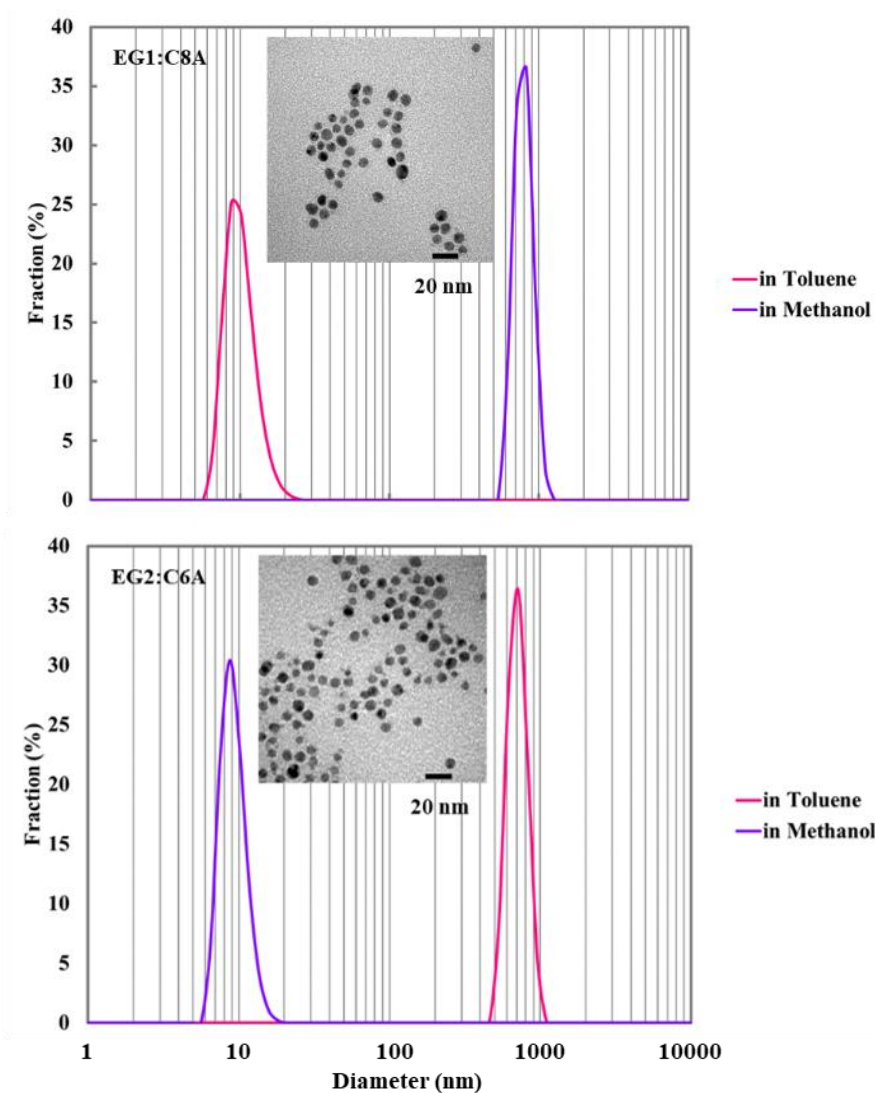 40
EG1:C8A
35
30
25
20
15
10
5
0
Fraction (%)
20 nm
in Toluene
in Methanol
40
EG2:C6A
35
30
25
20
15
10
5
0
Fraction (%)
20 nm
in Toluene
in Methanol
1 10 100 1000 10000
Diameter (nm)